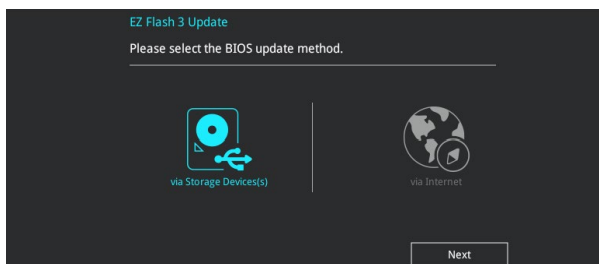 EZ Flash 3 Update
Please select the BIOS update method.
via Storage Devices(s)
via Internet
Next